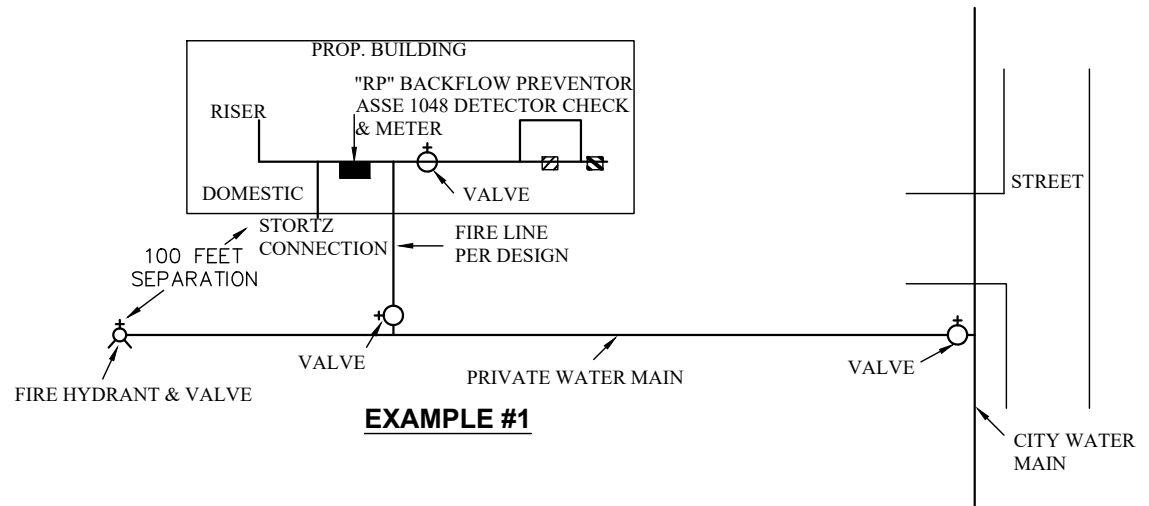 PROP. BUILDING
"RP" BACKFLOW PREVENTOR
ASSE 1048 DETECTOR CHECK
& METER
RISER
DOMESTIC
VALVE
STREET
STORTZ
CONNECTION
FIRE LINE
PER DESIGN
100 FEET
SEPARATION
VALVE
PRIVATE WATER MAIN
VALVE
FIRE HYDRANT & VALVE
EXAMPLE #1
CITY WATER
MAIN